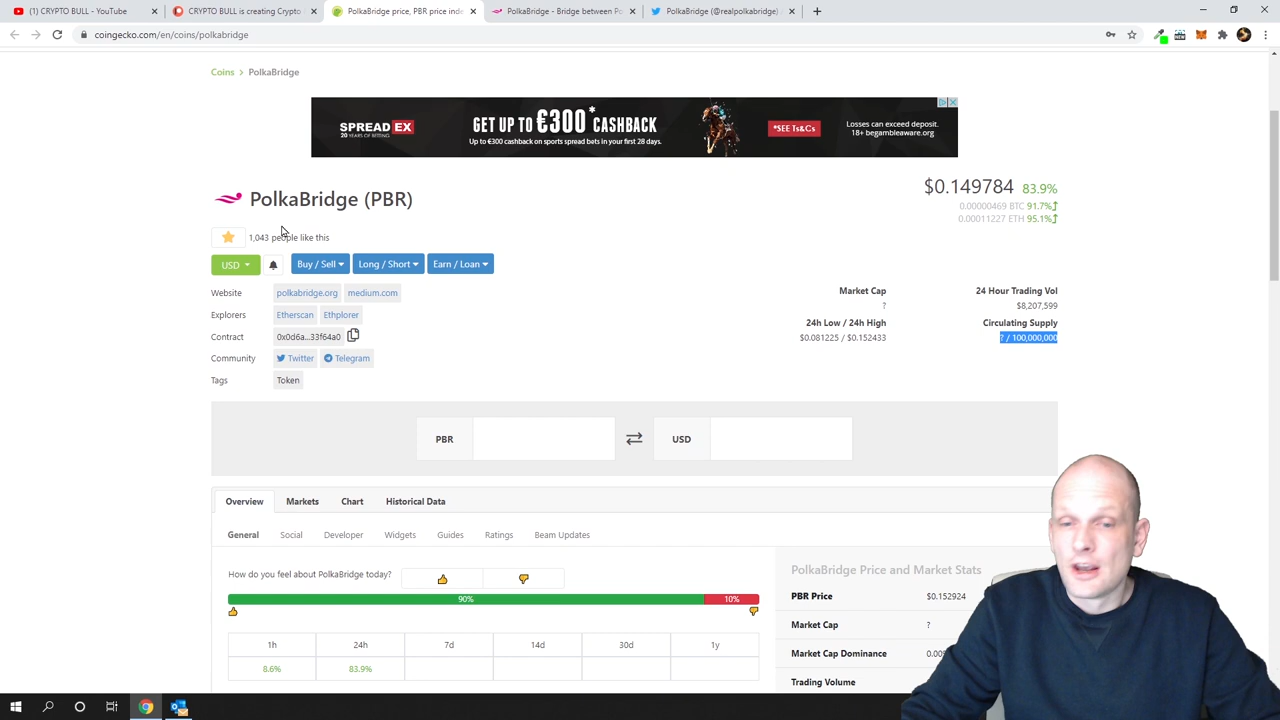 (1) CRYPTO BULL - YouTube
CRYPTO BULL is creating Crypto
PolkaBridge price, PBR price inde
PolkaBridge - Bridge between Po
PolkaBridge (@realpolkabridge)
coingecko.com/en/coins/polkabridge
Coins > PolkaBridge
SPREADEX
20 YEARS OF BETTING
GET UP TO €300* CASHBACK
Up to €300 cashback on sports spread bets in your first 28 days.
*SEE Ts&Cs
Losses can exceed deposit.
18+ begambleaware.org
PolkaBridge (PBR)
$0.149784 83.9%
0.00000469 BTC 91.7%
0.00011227 ETH 95.1%
1,043 people like this
USD
Buy / Sell
Long / Short
Earn / Loan
Website polkabridge.org medium.com
Explorers Etherscan Ethplorer
Contract 0x0d6a...33f64a0
Community Twitter Telegram
Tags Token
Market Cap
?
24 Hour Trading Vol
$8,207,599
24h Low / 24h High
$0.081225 / $0.152433
Circulating Supply
? / 100,000,000
PBR
USD
Overview Markets Chart Historical Data
General Social Developer Widgets Guides Ratings Beam Updates
How do you feel about PolkaBridge today?
90% 10%
1h 24h 7d 14d 30d 1y
8.6% 83.9%
PolkaBridge Price and Market Stats
PBR Price $0.152924
Market Cap ?
Market Cap Dominance
Trading Volume